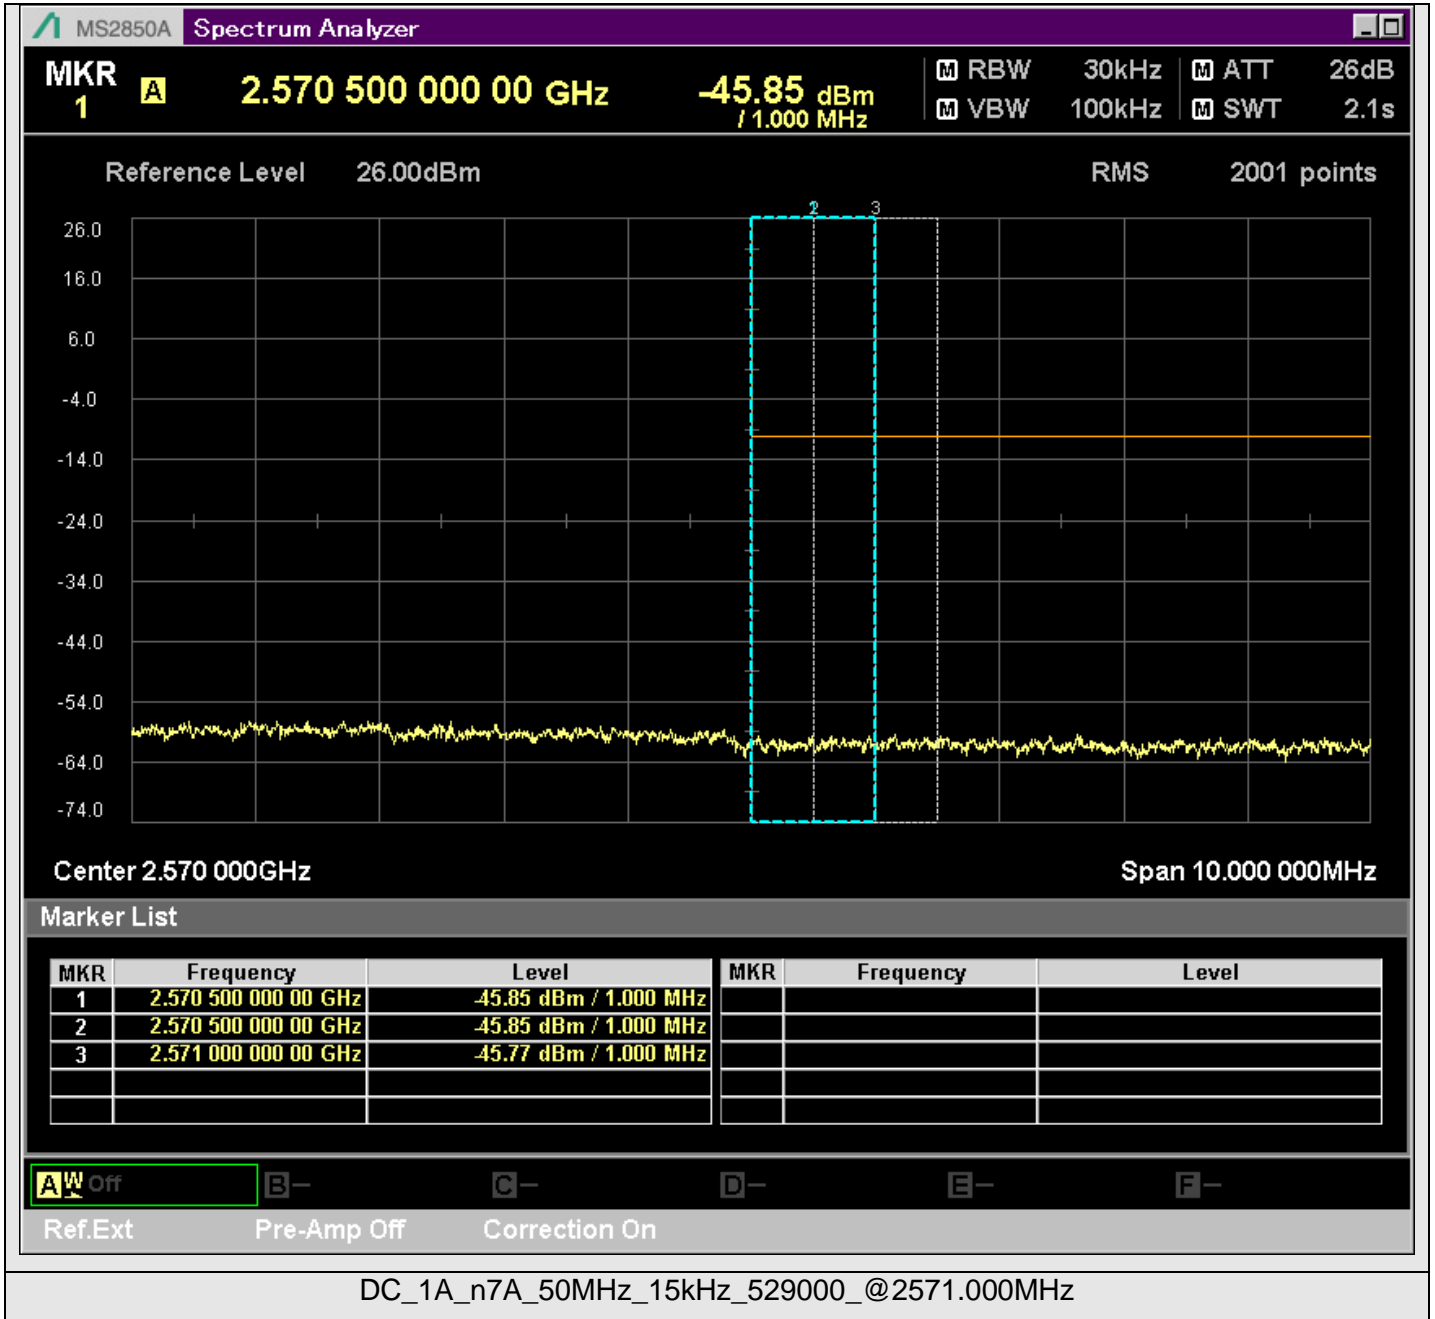 MS2850A Spectrum Analyzer
MKR 1 A 2.570 500 000 00 GHz -45.85 dBm / 1.000 MHz
M RBW 30kHz M ATT 26dB
M VBW 100kHz M SWT 2.1s
Reference Level 26.00dBm RMS 2001 points
2 3
26.0
16.0
6.0
-4.0
-14.0
-24.0
-34.0
-44.0
-54.0
-64.0
-74.0
Center 2.570 000GHz Span 10.000 000MHz
Marker List
MKR Frequency Level MKR Frequency Level
1 2.570 500 000 00 GHz -45.85 dBm / 1.000 MHz
2 2.570 500 000 00 GHz -45.85 dBm / 1.000 MHz
3 2.571 000 000 00 GHz -45.77 dBm / 1.000 MHz
A W Off B- C- D- E- F-
Ref.Ext Pre-Amp Off Correction On
DC_1A_n7A_50MHz_15kHz_529000_@2571.000MHz